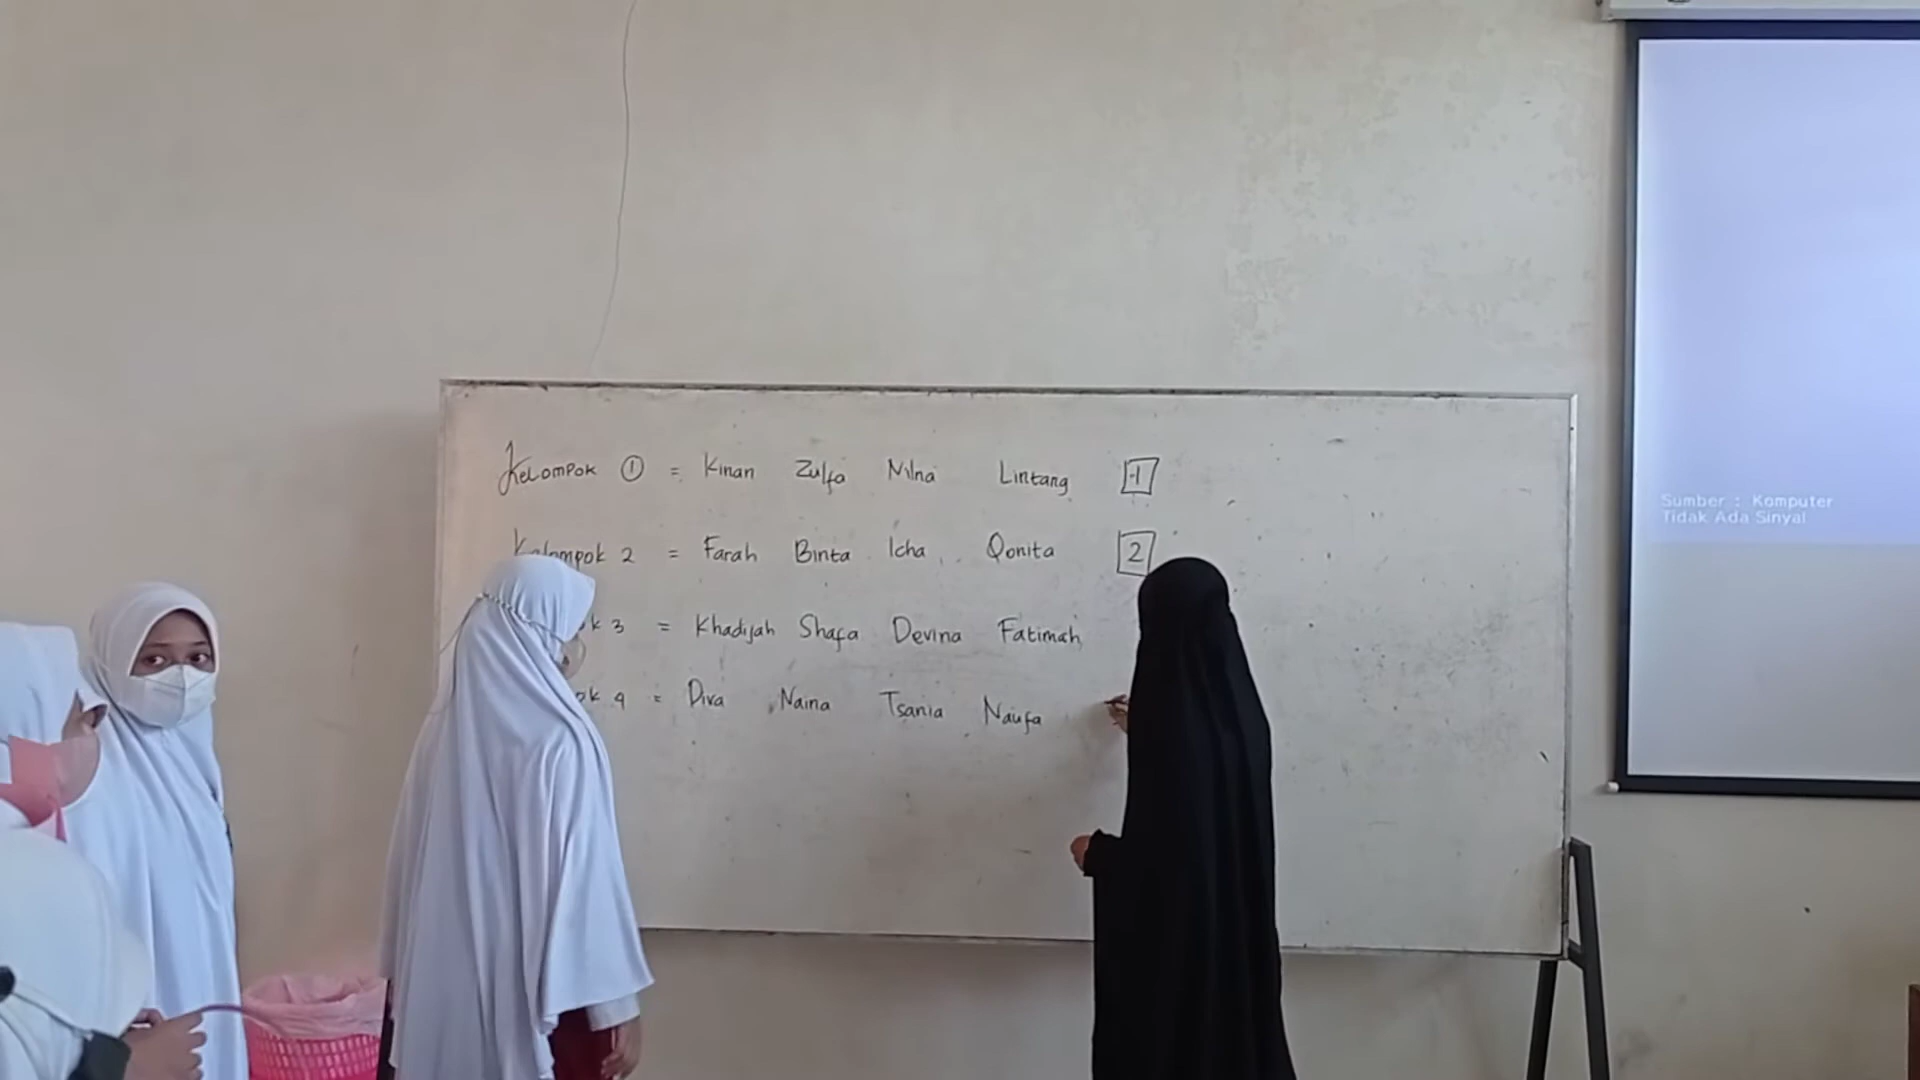 Kelompok ① = Kinan Zulfa Nilna Lintang 1
Kelompok 2 = Farah Binta Icha Qonita 2
ok 3 = Khadijah Shafa Devina Fatimah
ok 4 = Diva Naina Tsania Naufa
Sumber : Komputer
Tidak Ada Sinyal